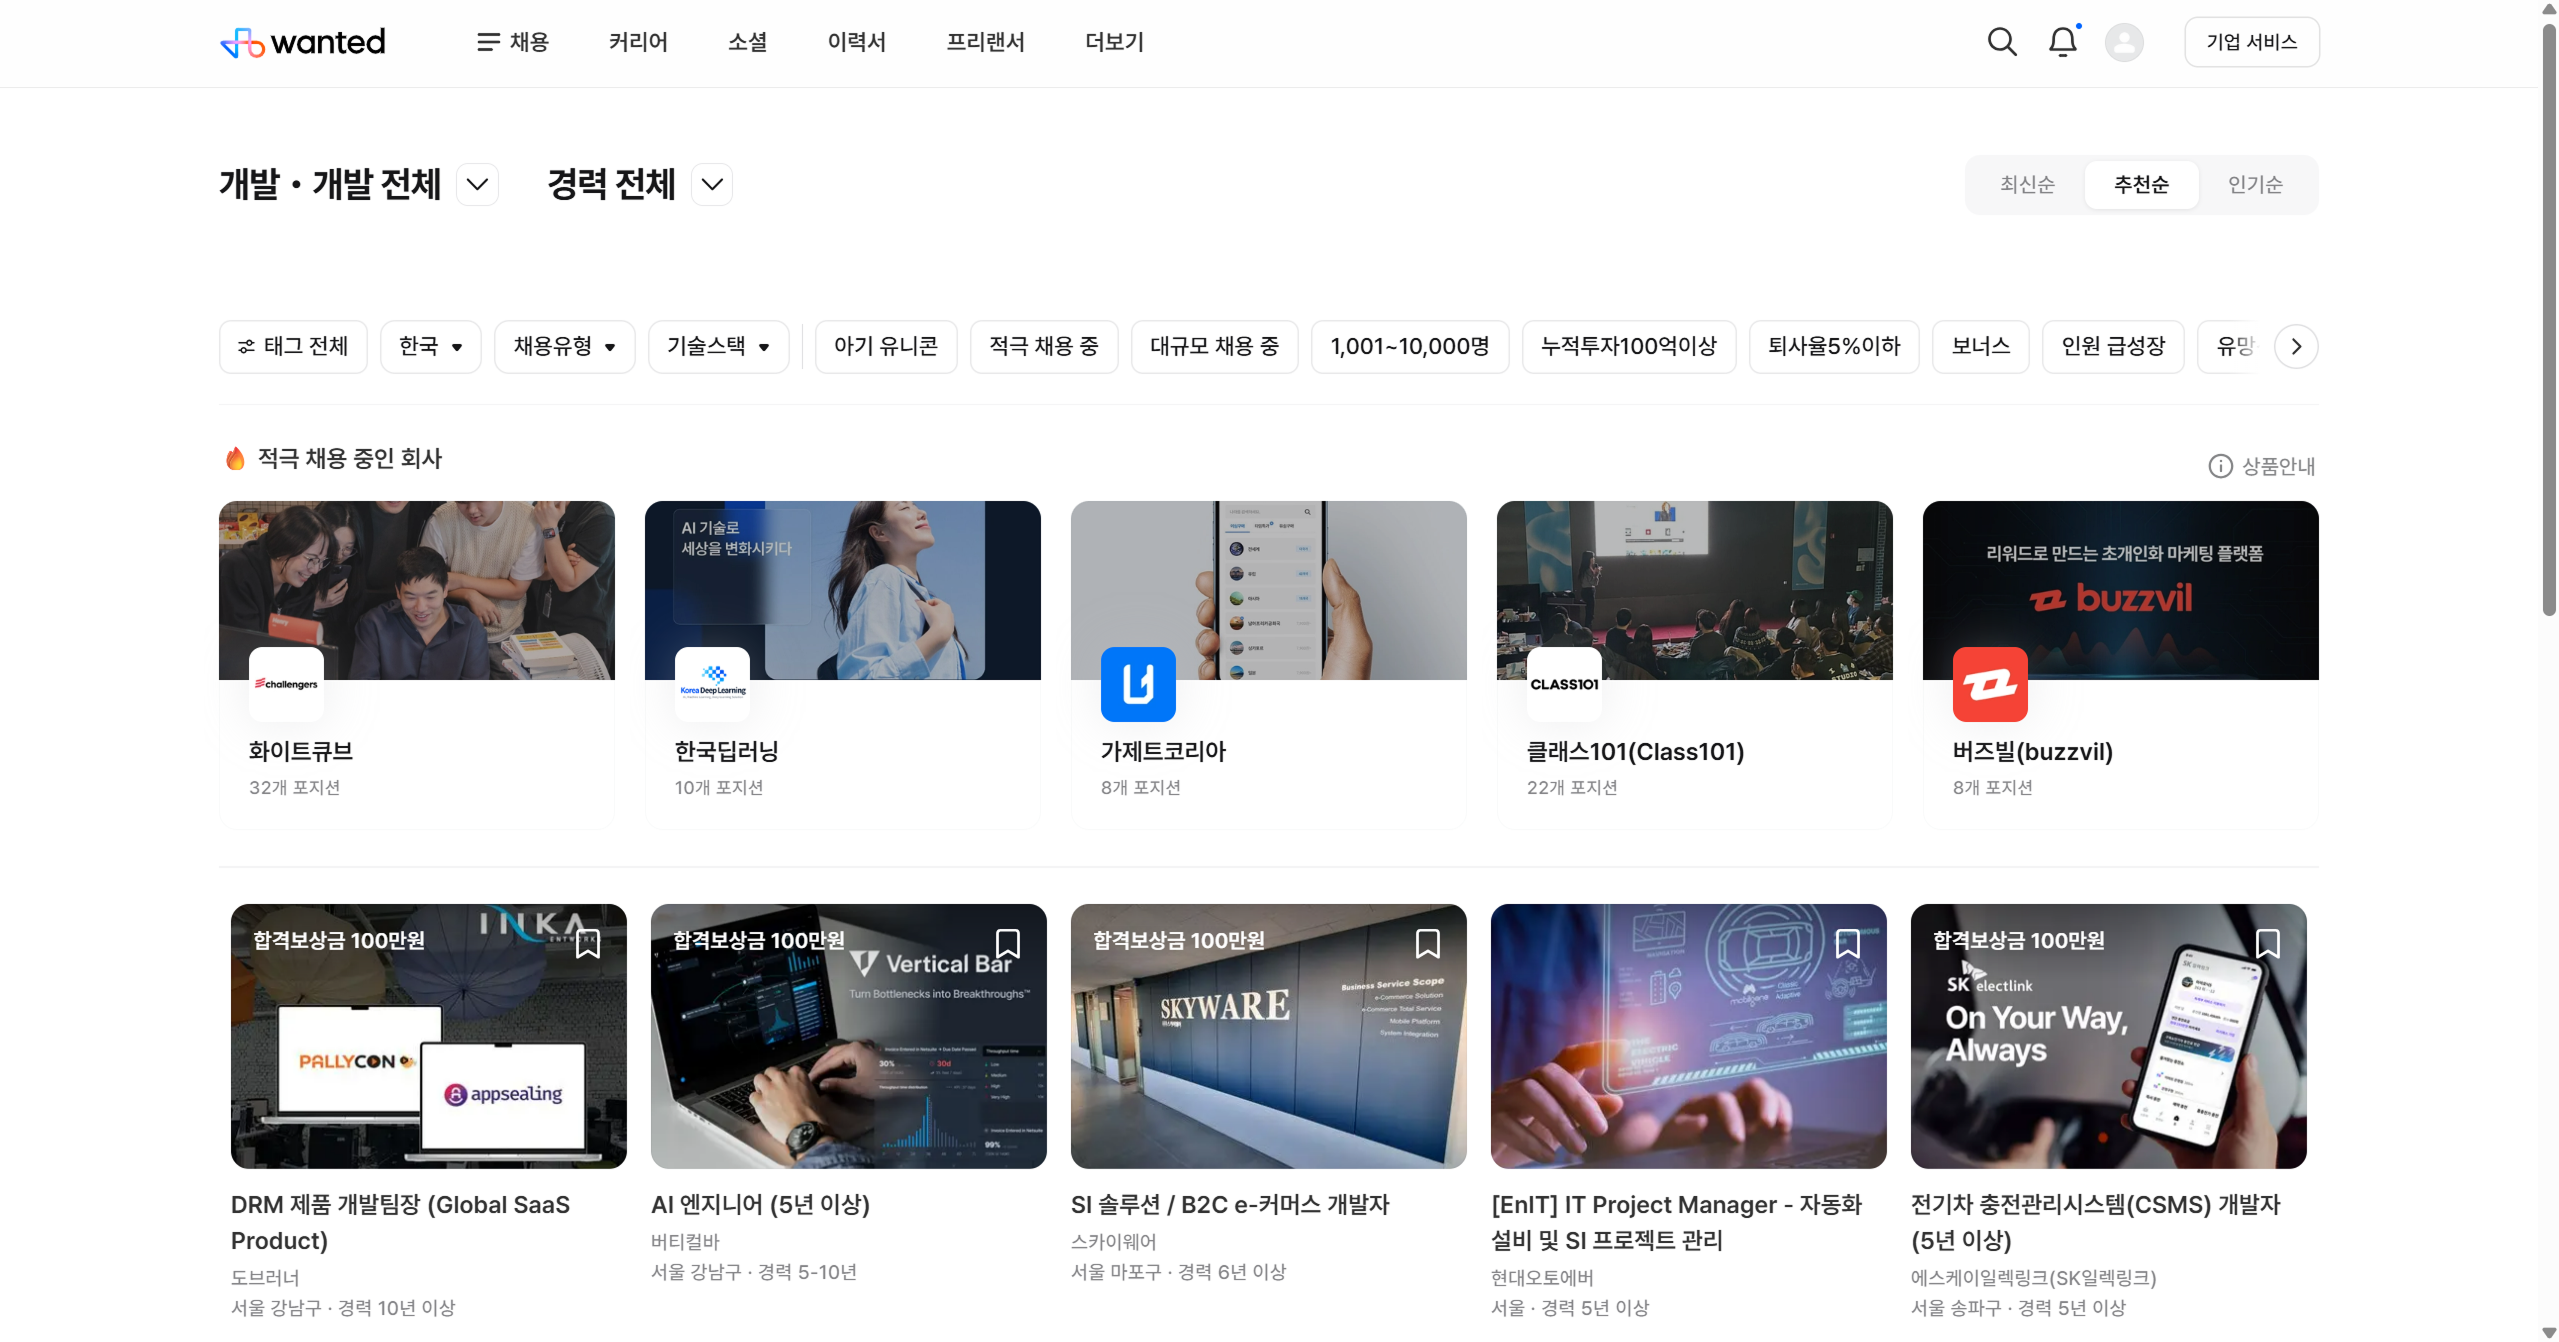 wanted
채용
커리어
소셜
이력서
프리랜서
더보기
기업 서비스
개발 · 개발 전체
경력 전체
최신순
추천순
인기순
태그 전체
한국
채용유형
기술스택
아기 유니콘
적극 채용 중
대규모 채용 중
1,001~10,000명
누적투자100억이상
퇴사율5%이하
보너스
인원 급성장
유망
적극 채용 중인 회사
상품안내
AI 기술로
세상을 변화시키다
리워드로 만드는 초개인화 마케팅 플랫폼
buzzvil
challengers
Korea Deep Learning
CLASS101
화이트큐브
32개 포지션
한국딥러닝
10개 포지션
가제트코리아
8개 포지션
클래스101(Class101)
22개 포지션
버즈빌(buzzvil)
8개 포지션
합격보상금 100만원
INKA
ENTWORKS
PALLYCON
appsealing
합격보상금 100만원
Vertical Bar
Turn Bottlenecks into Breakthroughs™
30%
30d
99%
합격보상금 100만원
SKYWARE
Business Service Scope
e-Commerce Solution
e-Commerce Total Service
Mobile Platform
System Integration
합격보상금 100만원
SK electlink
On Your Way,
Always
DRM 제품 개발팀장 (Global SaaS
Product)
도브러너
서울 강남구 · 경력 10년 이상
AI 엔지니어 (5년 이상)
버티컬바
서울 강남구 · 경력 5-10년
SI 솔루션 / B2C e-커머스 개발자
스카이웨어
서울 마포구 · 경력 6년 이상
[EnIT] IT Project Manager - 자동화
설비 및 SI 프로젝트 관리
현대오토에버
서울 · 경력 5년 이상
전기차 충전관리시스템(CSMS) 개발자
(5년 이상)
에스케이일렉링크(SK일렉링크)
서울 송파구 · 경력 5년 이상